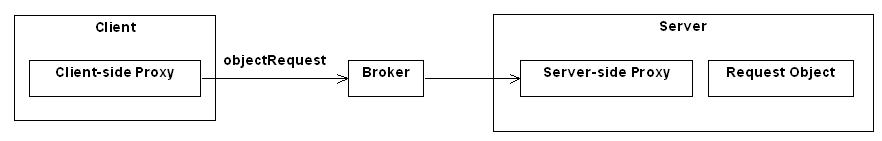 Client
Server
Client-side Proxy
objectRequest
Broker
Server-side Proxy
Request Object